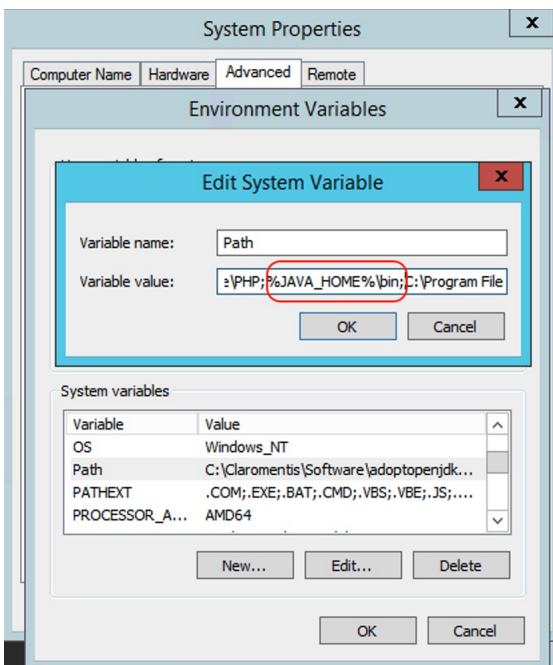 System Properties
x
Computer Name Hardware Advanced Remote
Environment Variables
x
Edit System Variable
x
Variable name: Path
Variable value: e\PHP;%JAVA_HOME%\bin;C:\Program File
OK Cancel
System variables
Variable Value
OS Windows_NT
Path C:\Claromentis\Software\adoptopenjdk...
PATHEXT .COM;.EXE;.BAT;.CMD;.VBS;.VBE;.JS;....
PROCESSOR_A... AMD64
New... Edit... Delete
OK Cancel